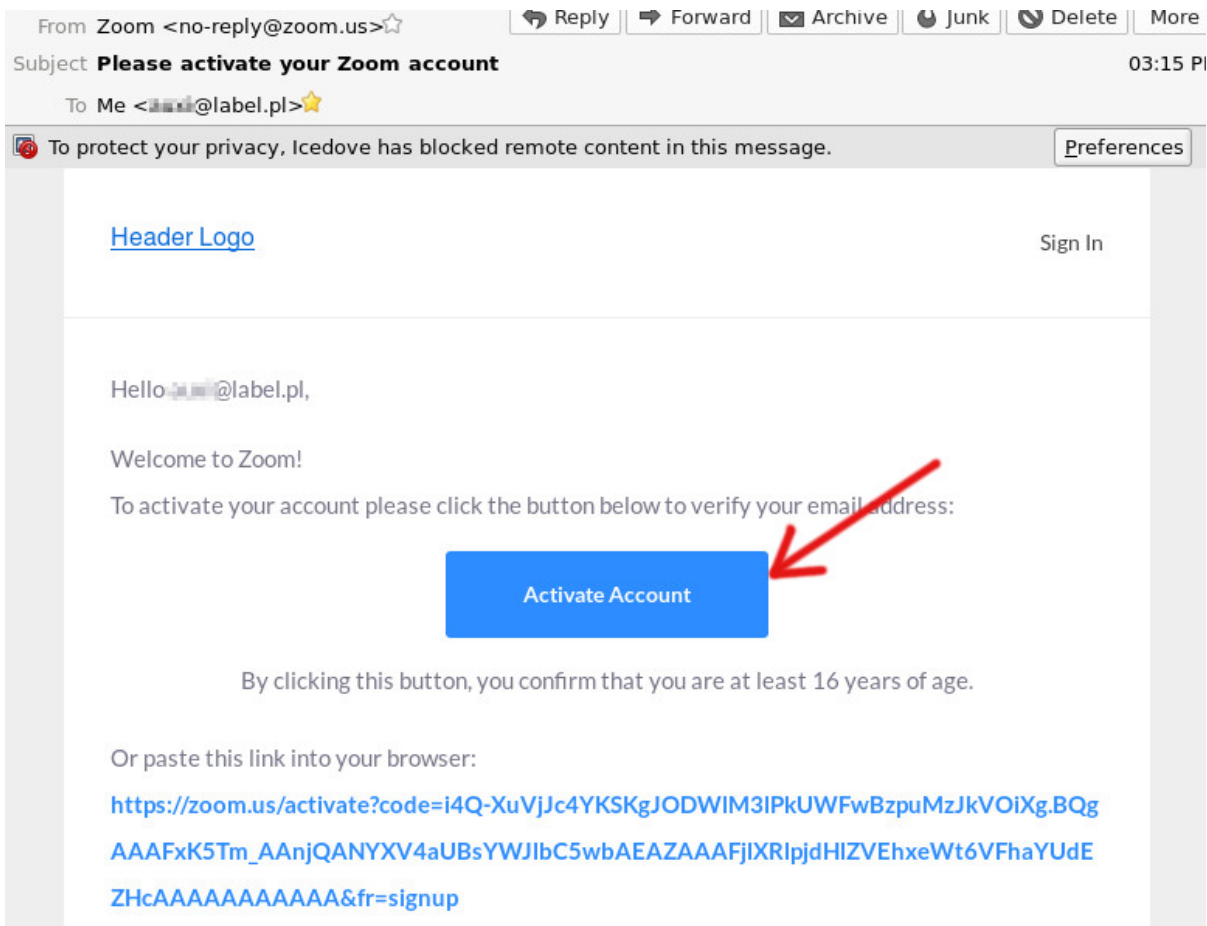 From Zoom <no-reply@zoom.us> Reply Forward Archive Junk Delete More
Subject Please activate your Zoom account 03:15
To Me < @label.pl>
To protect your privacy, Icedove has blocked remote content in this message. Preferences
Header Logo Sign In
Hello @label.pl,
Welcome to Zoom!
To activate your account please click the button below to verify your email address:
Activate Account
By clicking this button, you confirm that you are at least 16 years of age.
Or paste this link into your browser:
https://zoom.us/activate?code=i4Q-XuVjJc4YKSKgJODWlM3lPkUWFwBzpuMzJkVOiXg.BQg
AAAFxK5Tm_AAnjQANYXV4aUBsYWJlbC5wbAEAZAAAFjlXRlpjdHlZVEhxeWt6VFhaYUdE
ZHcAAAAAAAAAAA&fr=signup